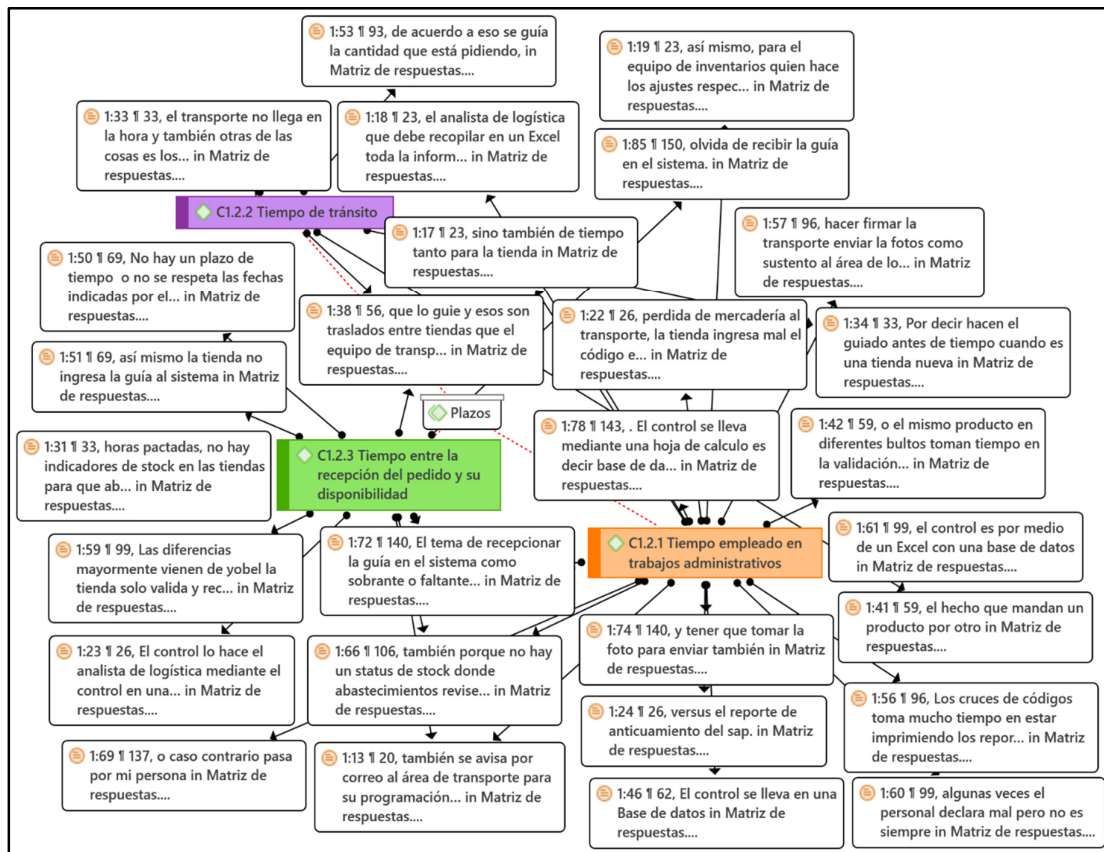 1:53 ¶ 93, de acuerdo a eso se guía
la cantidad que está pidiendo, in
Matriz de respuestas....
1:19 ¶ 23, así mismo, para el
equipo de inventarios quien hace
los ajustes respec... in Matriz de
respuestas....
1:33 ¶ 33, el transporte no llega en
la hora y también otras de las
cosas es los... in Matriz de
respuestas....
1:18 ¶ 23, el analista de logística
que debe recopilar en un Excel
toda la inform... in Matriz de
respuestas....
1:85 ¶ 150, olvida de recibir la guía
en el sistema. in Matriz de
respuestas....
C1.2.2 Tiempo de tránsito
1:17 ¶ 23, sino también de tiempo
tanto para la tienda in Matriz de
respuestas....
1:57 ¶ 96, hacer firmar la
transporte enviar la fotos como
sustento al área de lo... in Matriz
de respuestas....
1:50 ¶ 69, No hay un plazo de
tiempo o no se respeta las fechas
indicadas por el... in Matriz de
respuestas....
1:38 ¶ 56, que lo guie y esos son
traslados entre tiendas que el
equipo de transp... in Matriz de
respuestas....
1:22 ¶ 26, perdida de mercadería al
transporte, la tienda ingresa mal el
código e... in Matriz de
respuestas....
1:34 ¶ 33, Por decir hacen el
guiado antes de tiempo cuando es
una tienda nueva in Matriz de
respuestas....
1:51 ¶ 69, así mismo la tienda no
ingresa la guía al sistema in Matriz
de respuestas....
Plazos
1:78 ¶ 143, . El control se lleva
mediante una hoja de calculo es
decir base de da... in Matriz de
respuestas....
1:42 ¶ 59, o el mismo producto en
diferentes bultos toman tiempo en
la validación... in Matriz de
respuestas....
1:31 ¶ 33, horas pactadas, no hay
indicadores de stock en las tiendas
para que ab... in Matriz de
respuestas....
C1.2.3 Tiempo entre la
recepción del pedido y su
disponibilidad
1:61 ¶ 99, el control es por medio
de un Excel con una base de datos
in Matriz de respuestas....
1:59 ¶ 99, Las diferencias
mayormente vienen de yobel la
tienda solo valida y rec... in Matriz
de respuestas....
1:72 ¶ 140, El tema de recepcionar
la guía en el sistema como
sobrante o faltante... in Matriz de
respuestas....
C1.2.1 Tiempo empleado en
trabajos administrativos
1:41 ¶ 59, el hecho que mandan un
producto por otro in Matriz de
respuestas....
1:74 ¶ 140, y tener que tomar la
foto para enviar también in Matriz
de respuestas....
1:23 ¶ 26, El control lo hace el
analista de logística mediante el
control en una... in Matriz de
respuestas....
1:66 ¶ 106, también porque no hay
un status de stock donde
abastecimientos revise... in Matriz
de respuestas....
1:24 ¶ 26, versus el reporte de
anticuamiento del sap. in Matriz de
respuestas....
1:56 ¶ 96, Los cruces de códigos
toma mucho tiempo en estar
imprimiendo los repor... in Matriz
de respuestas....
1:69 ¶ 137, o caso contrario pasa
por mi persona in Matriz de
respuestas....
1:13 ¶ 20, también se avisa por
correo al área de transporte para
su programación... in Matriz de
respuestas....
1:46 ¶ 62, El control se lleva en una
Base de datos in Matriz de
respuestas....
1:60 ¶ 99, algunas veces el
personal declara mal pero no es
siempre in Matriz de respuestas....